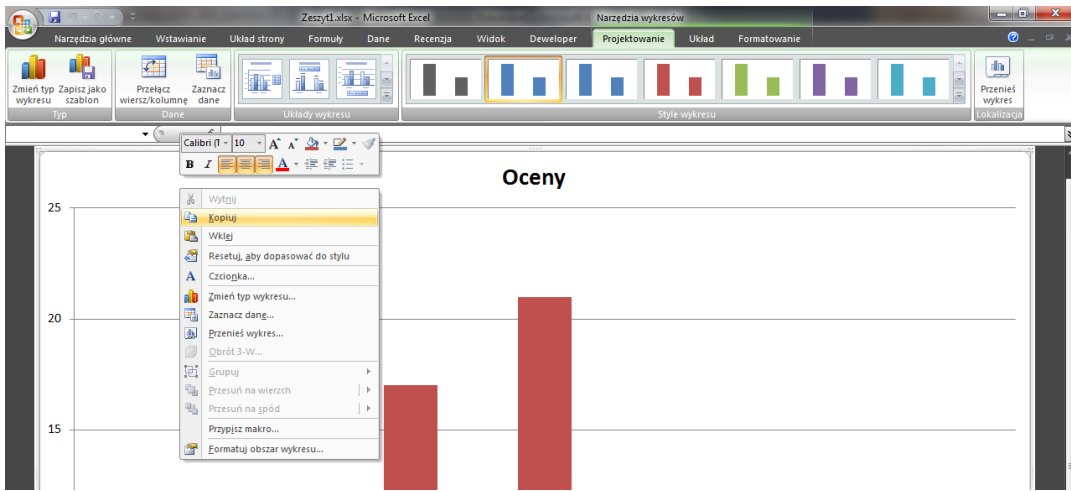 Zeszyt1.xlsx - Microsoft Excel
Narzędzia wykresów
Narzędzia główne Wstawianie Układ strony Formuły Dane Recenzja Widok Deweloper Projektowanie Układ Formatowanie
Zmień typ wykresu
Zapisz jako szablon
Przełącz wiersz/kolumnę
Zaznacz dane
Przenieś wykres
Typ Dane Układy wykresu Style wykresu Lokalizacja
Calibri (T 10 A A
B I A
Oceny
Wytnij
Kopiuj
Wklej
Resetuj, aby dopasować do stylu
A Czcionka...
Zmień typ wykresu...
Zaznacz dane...
Przenieś wykres...
Obrót 3-W...
Grupuj
Przesuń na wierzch
Przesuń na spód
Przypisz makro...
Formatuj obszar wykresu...
25
20
15